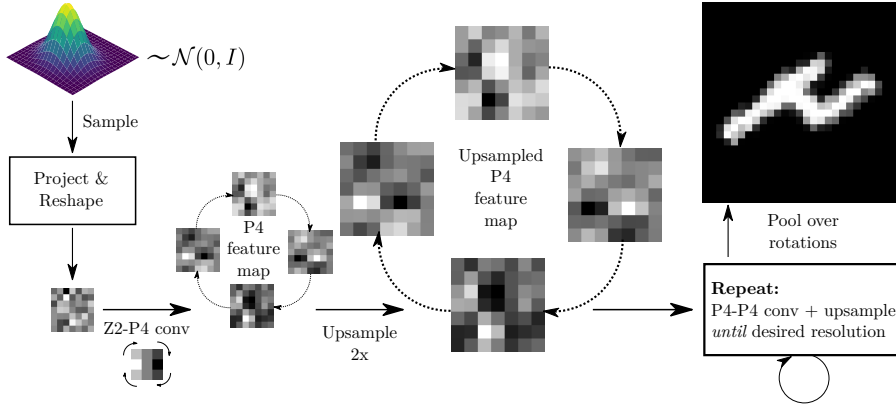 ∼N(0, I)
Sample
Project &
Reshape
Z2-P4 conv
P4
feature
map
Upsample
2x
Upsampled
P4
feature
map
Pool over
rotations
Repeat:
P4-P4 conv + upsample
until desired resolution